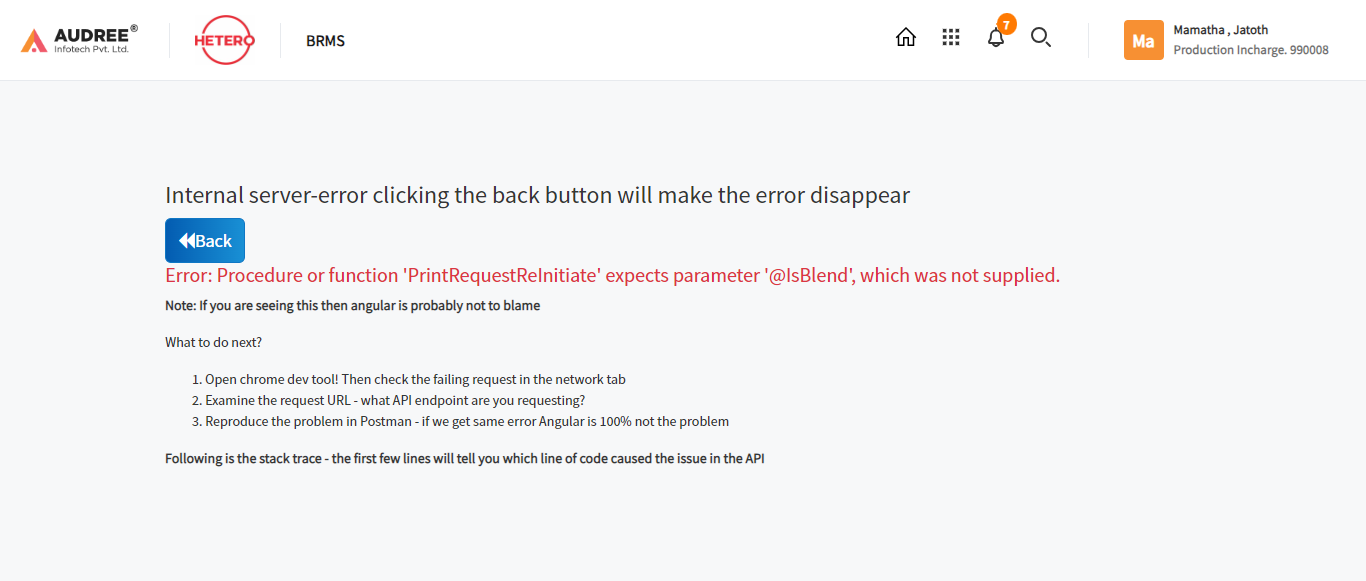 AUDREE®
Infotech Pvt. Ltd.
HETERO
BRMS
7
Ma
Mamatha , Jatoth
Production Incharge. 990008
Internal server-error clicking the back button will make the error disappear
Back
Error: Procedure or function 'PrintRequestReInitiate' expects parameter '@IsBlend', which was not supplied.
Note: If you are seeing this then angular is probably not to blame
What to do next?
1. Open chrome dev tool! Then check the failing request in the network tab
2. Examine the request URL - what API endpoint are you requesting?
3. Reproduce the problem in Postman - if we get same error Angular is 100% not the problem
Following is the stack trace - the first few lines will tell you which line of code caused the issue in the API